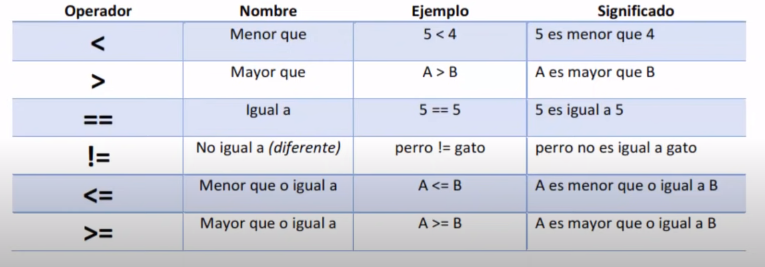 Operador Nombre Ejemplo Significado
< Menor que 5 < 4 5 es menor que 4
> Mayor que A > B A es mayor que B
== Igual a 5 == 5 5 es igual a 5
!= No igual a (diferente) perro != gato perro no es igual a gato
<= Menor que o igual a A <= B A es menor que o igual a B
>= Mayor que o igual a A >= B A es mayor que o igual a B